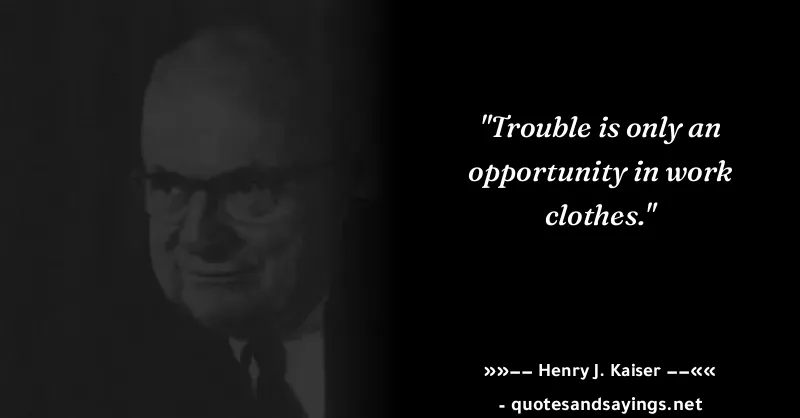 "Trouble is only an
opportunity in work
clothes."
»»–– Henry J. Kaiser ––««
- quotesandsayings.net